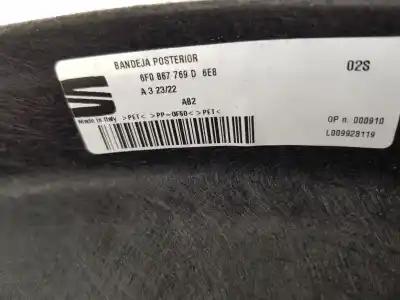 BANDEJA POSTERIOR
6F0 867 769 D 6E8
02S
A 3 23/22
AB2
Made in Italy >PET< >PP-GF50< >PET<
OP n. 000910
L009928119